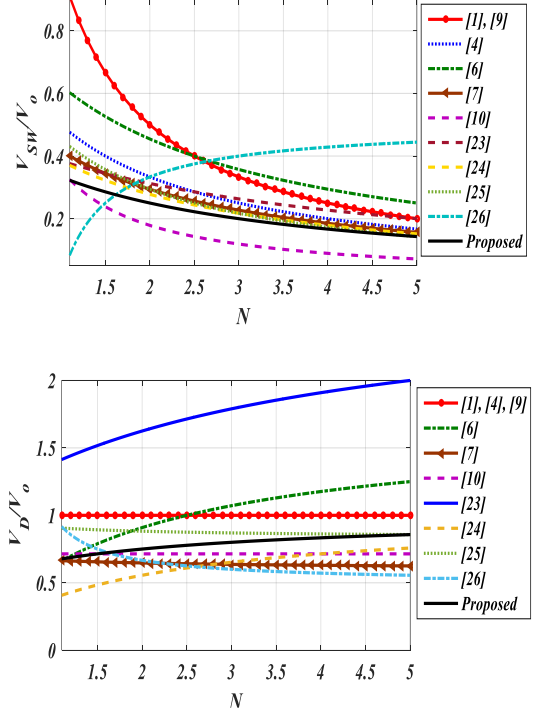 0.8
0.6
0.4
0.2
V_SW/V_o
1.5 2 2.5 3 3.5 4 4.5 5
N
[1], [9]
[4]
[6]
[7]
[10]
[23]
[24]
[25]
[26]
Proposed
2
1.5
1
0.5
0
V_D/V_o
1.5 2 2.5 3 3.5 4 4.5 5
N
[1], [4], [9]
[6]
[7]
[10]
[23]
[24]
[25]
[26]
Proposed